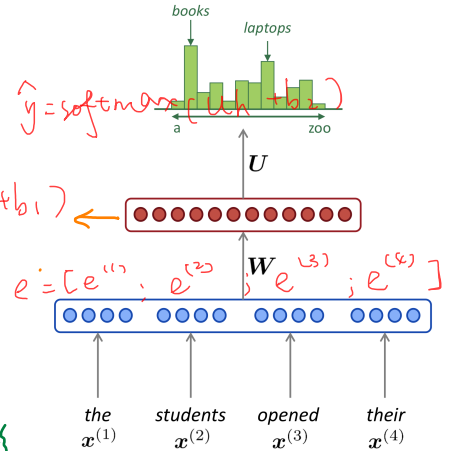 books
laptops
ŷ = softmax(Uh + b₂)
a zoo
U
+b₁)
W
e = [e⁽¹⁾; e⁽²⁾; e⁽³⁾; e⁽⁴⁾]
the students opened their
x⁽¹⁾ x⁽²⁾ x⁽³⁾ x⁽⁴⁾